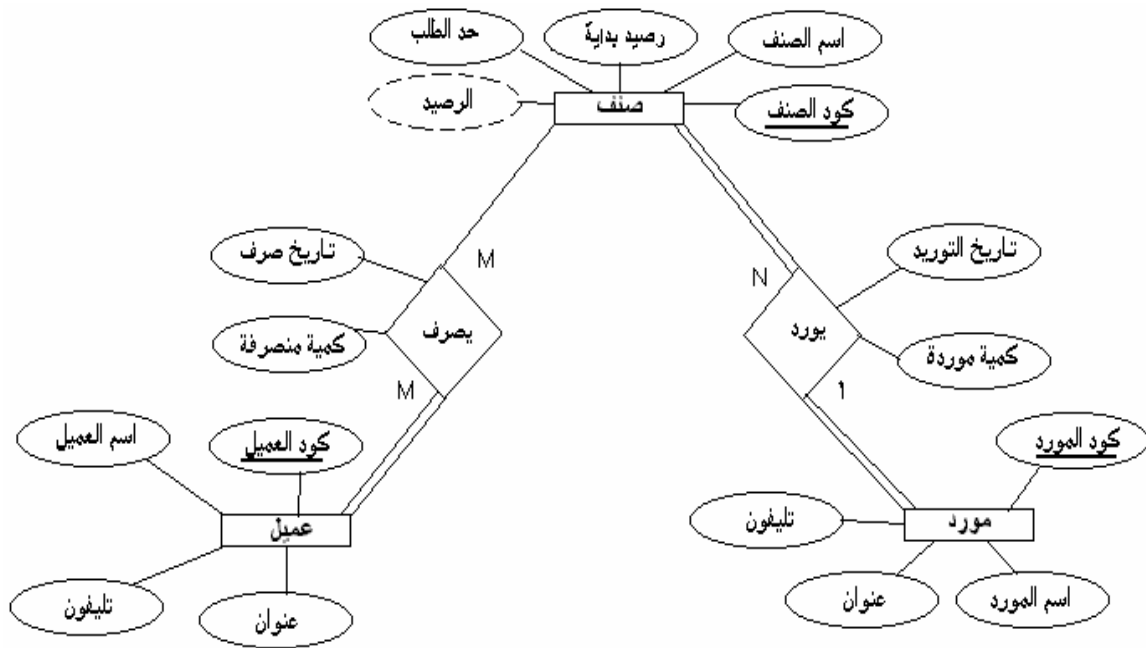 اسم الصنف
رصيد بداية
حد الطلب
كود الصنف
صنف
الرصيد
تاريخ التوريد
تاريخ صرف
M
N
يورد
يصرف
كمية موردة
كمية منصرفة
1
M
كود المورد
كود العميل
اسم العميل
مورد
تليفون
عميل
اسم المورد
عنوان
عنوان
تليفون